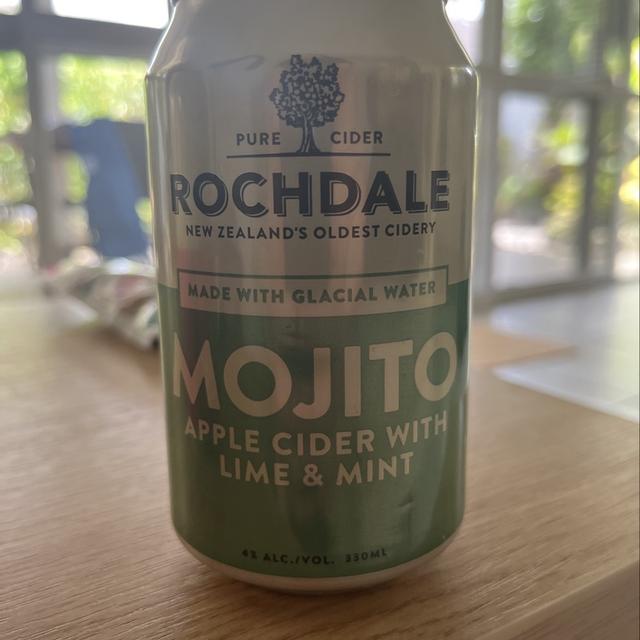 PURE CIDER
ROCHDALE
NEW ZEALAND'S OLDEST CIDERY
MADE WITH GLACIAL WATER
MOJITO
APPLE CIDER WITH
LIME & MINT
4% ALC./VOL. 330ML